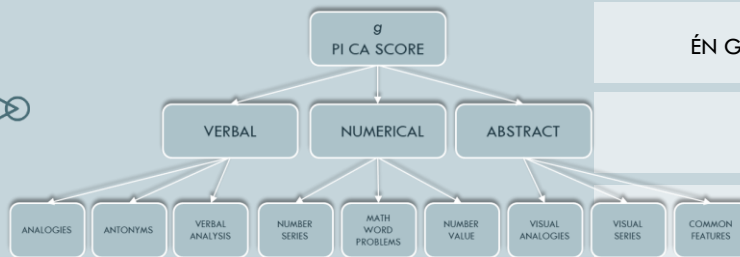 g
PI CA SCORE
ÉN G
VERBAL
NUMERICAL
ABSTRACT
ANALOGIES
ANTONYMS
VERBAL
ANALYSIS
NUMBER
SERIES
MATH
WORD
PROBLEMS
NUMBER
VALUE
VISUAL
ANALOGIES
VISUAL
SERIES
COMMON
FEATURES